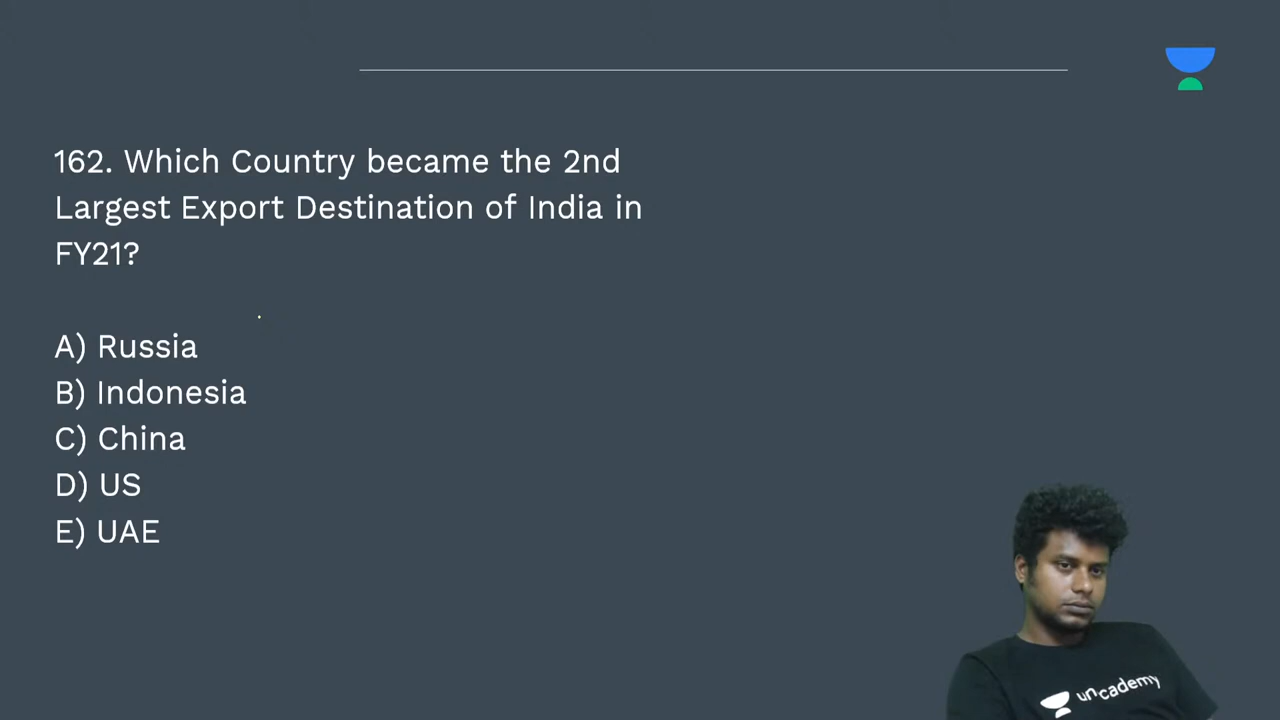 162. Which Country became the 2nd
Largest Export Destination of India in
FY21?
A) Russia
B) Indonesia
C) China
D) US
E) UAE
unacademy